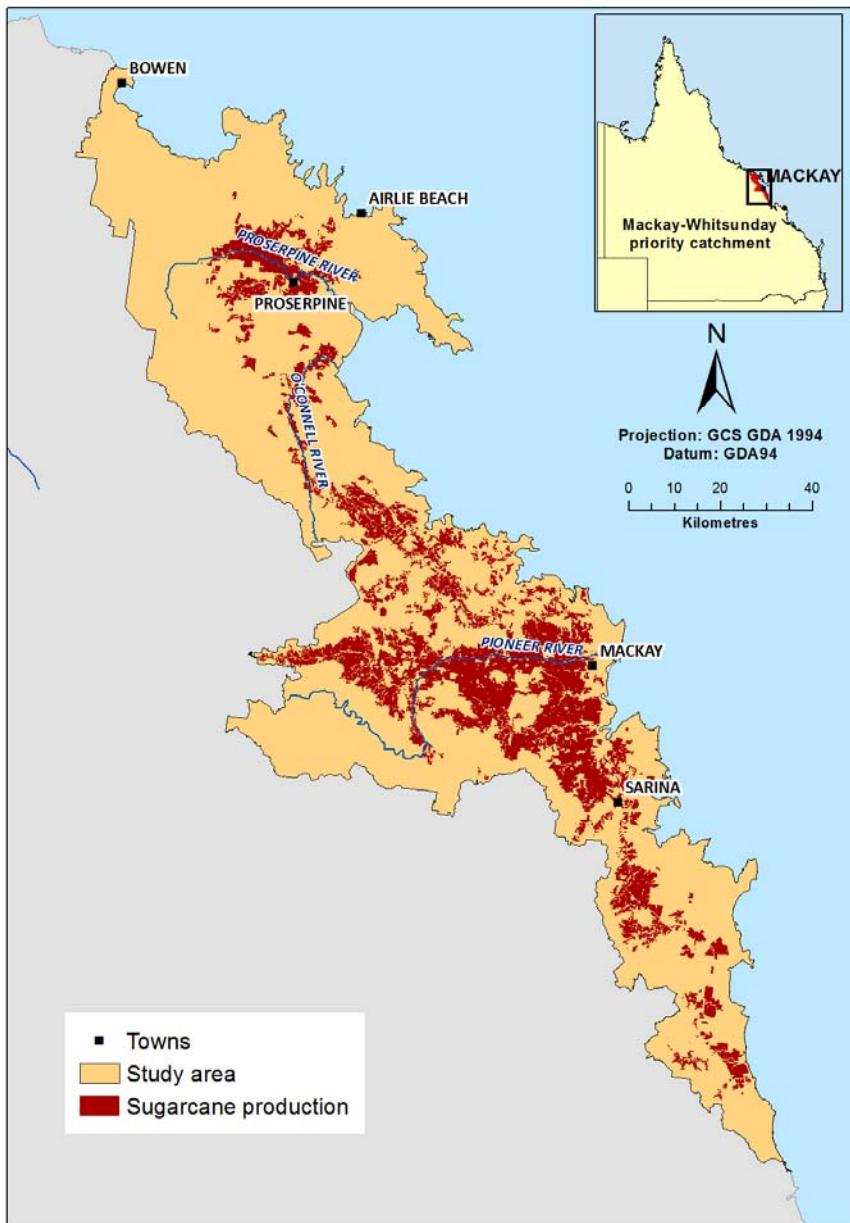 BOWEN
AIRLIE BEACH
PROSERPINE RIVER
PROSERPINE
O'CONNELL RIVER
PIONEER RIVER
MACKAY
SARINA
MACKAY
Mackay-Whitsunday
priority catchment
N
Projection: GCS GDA 1994
Datum: GDA94
0 10 20 40
Kilometres
Towns
Study area
Sugarcane production